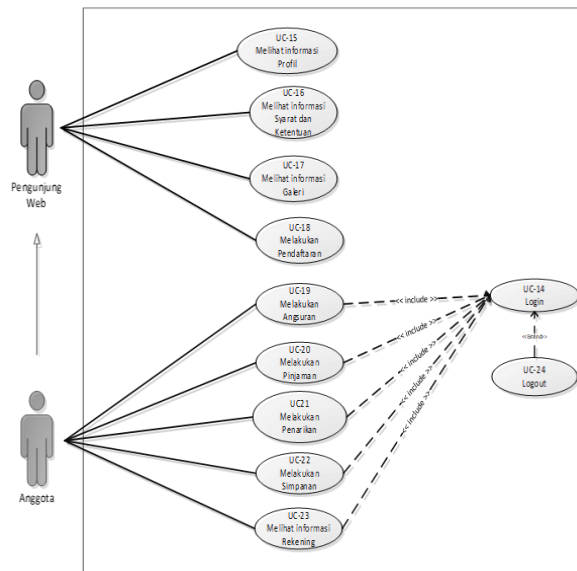 UC-15
Melihat informasi
Profil
UC-16
Melihat informasi
Syarat dan
Ketentuan
Pengunjung
Web
UC-17
Melihat informasi
Galeri
UC-18
Melakukan
Pendaftaran
UC-19
Melakukan
Angsuran
<< include >>
UC-14
Login
UC-20
Melakukan
Pinjaman
<< include >>
UC-24
Logout
UC21
Melakukan
Penarikan
<< include >>
UC-22
Melakukan
Simpanan
<< include >>
Anggota
UC-23
Melihat informasi
Rekening
<< include >>